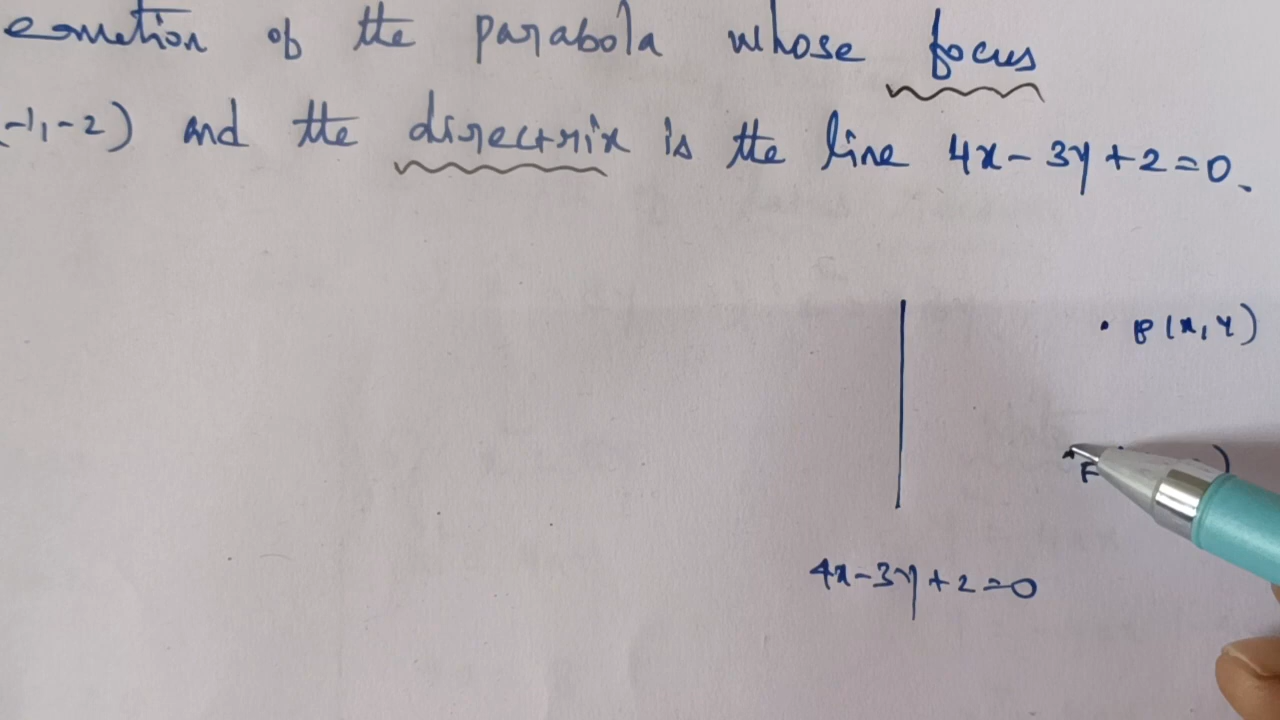 equation of the parabola whose focus
(-1,-2) and the directrix is the line 4x-3y+2=0.
P(x,y)
F )
4x-3y+2=0